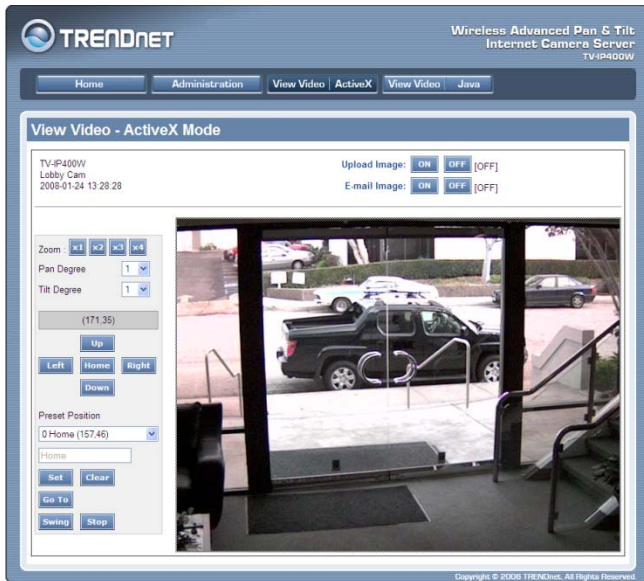 TRENDNET
Wireless Advanced Pan & Tilt
Internet Camera Server
TV-IP400W
Home
Administration
View Video ActiveX
View Video Java
View Video - ActiveX Mode
TV-IP400W
Lobby Cam
2008-01-24 13:28:28
Upload Image: ON OFF [OFF]
E-mail Image: ON OFF [OFF]
Zoom : x1 x2 x3 x4
Pan Degree 1
Tilt Degree 1
(171,35)
Up
Left Home Right
Down
Preset Position
0 Home (157,46)
Home
Set Clear
Go To
Swing Stop
Copyright © 2006 TRENDnet. All Rights Reserved.